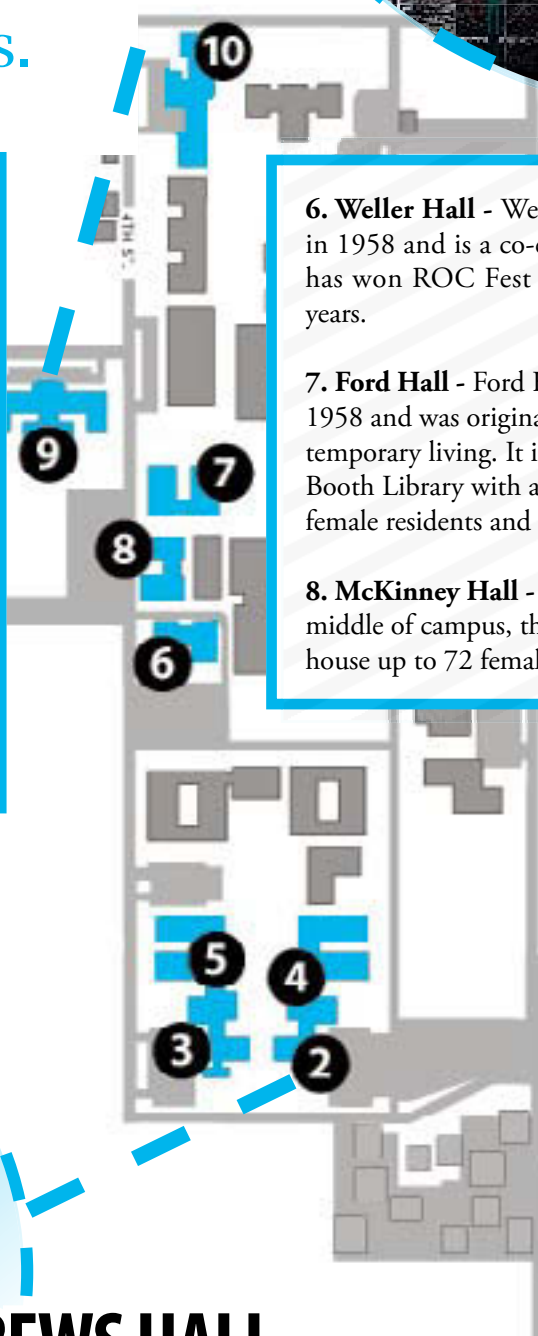 s.
10
4TH ST.
6. Weller Hall - We
in 1958 and is a co-
has won ROC Fest
years.
7. Ford Hall - Ford
1958 and was origina
temporary living. It i
Booth Library with a
female residents and
8. McKinney Hall -
middle of campus, th
house up to 72 femal
9
7
8
6
5
4
3
2
EWS HALL